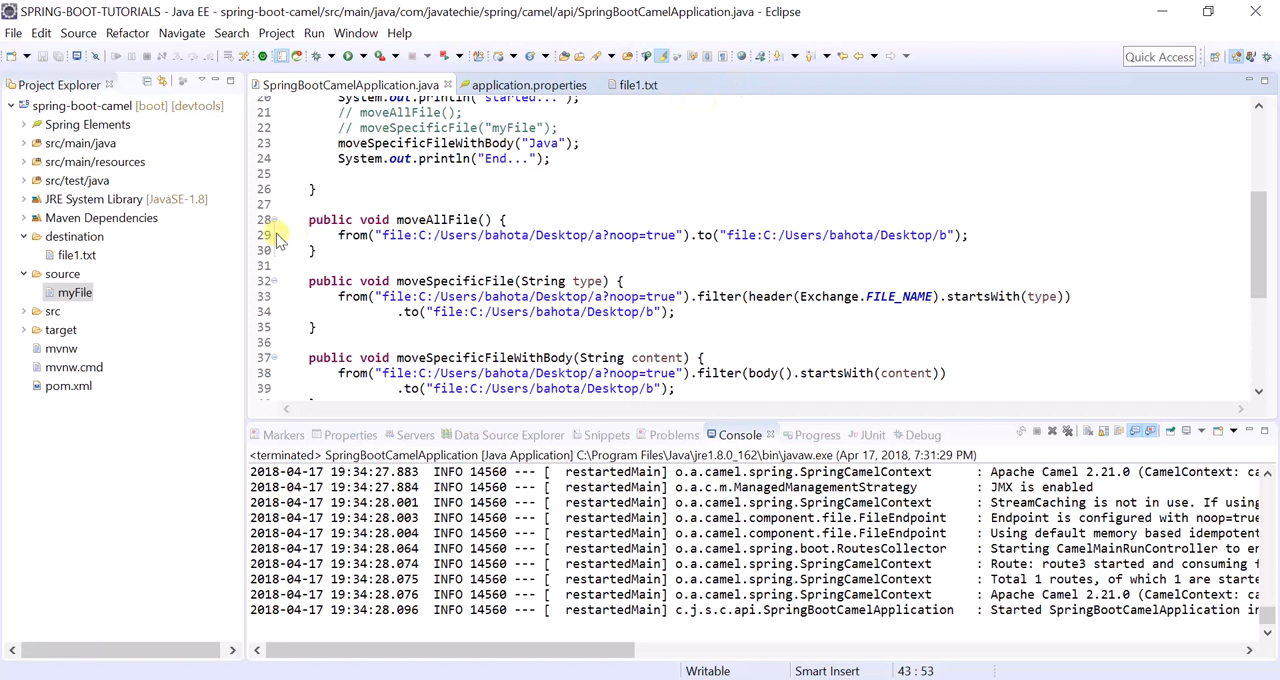 SPRING-BOOT-TUTORIALS - Java EE - spring-boot-camel/src/main/java/com/javatechie/spring/camel/api/SpringBootCamelApplication.java - Eclipse
File Edit Source Refactor Navigate Search Project Run Window Help
Quick Access
Project Explorer
SpringBootCamelApplication.java
application.properties
file1.txt
spring-boot-camel [boot] [devtools]
Spring Elements
src/main/java
src/main/resources
src/test/java
JRE System Library [JavaSE-1.8]
Maven Dependencies
destination
file1.txt
source
myFile
src
target
mvnw
mvnw.cmd
pom.xml
20 System.out.println("started...");
21 // moveAllFile();
22 // moveSpecificFile("myFile");
23 moveSpecificFileWithBody("Java");
24 System.out.println("End...");
25
26 }
27
28 public void moveAllFile() {
29 from("file:C:/Users/bahota/Desktop/a?noop=true").to("file:C:/Users/bahota/Desktop/b");
30 }
31
32 public void moveSpecificFile(String type) {
33 from("file:C:/Users/bahota/Desktop/a?noop=true").filter(header(Exchange.FILE_NAME).startsWith(type))
34 .to("file:C:/Users/bahota/Desktop/b");
35 }
36
37 public void moveSpecificFileWithBody(String content) {
38 from("file:C:/Users/bahota/Desktop/a?noop=true").filter(body().startsWith(content))
39 .to("file:C:/Users/bahota/Desktop/b");
Markers Properties Servers Data Source Explorer Snippets Problems Console Progress JUnit Debug
<terminated> SpringBootCamelApplication [Java Application] C:\Program Files\Java\jre1.8.0_162\bin\javaw.exe (Apr 17, 2018, 7:31:29 PM)
2018-04-17 19:34:27.883 INFO 14560 --- [ restartedMain] o.a.camel.spring.SpringCamelContext : Apache Camel 2.21.0 (CamelContext: ca
2018-04-17 19:34:27.884 INFO 14560 --- [ restartedMain] o.a.c.m.ManagedManagementStrategy : JMX is enabled
2018-04-17 19:34:28.001 INFO 14560 --- [ restartedMain] o.a.camel.spring.SpringCamelContext : StreamCaching is not in use. If using
2018-04-17 19:34:28.003 INFO 14560 --- [ restartedMain] o.a.camel.component.file.FileEndpoint : Endpoint is configured with noop=true
2018-04-17 19:34:28.004 INFO 14560 --- [ restartedMain] o.a.camel.component.file.FileEndpoint : Using default memory based idempotent
2018-04-17 19:34:28.064 INFO 14560 --- [ restartedMain] o.a.camel.spring.boot.RoutesCollector : Starting CamelMainRunController to en
2018-04-17 19:34:28.074 INFO 14560 --- [ restartedMain] o.a.camel.spring.SpringCamelContext : Route: route3 started and consuming f
2018-04-17 19:34:28.075 INFO 14560 --- [ restartedMain] o.a.camel.spring.SpringCamelContext : Total 1 routes, of which 1 are starte
2018-04-17 19:34:28.076 INFO 14560 --- [ restartedMain] o.a.camel.spring.SpringCamelContext : Apache Camel 2.21.0 (CamelContext: ca
2018-04-17 19:34:28.096 INFO 14560 --- [ restartedMain] c.j.s.c.api.SpringBootCamelApplication : Started SpringBootCamelApplication in
Writable Smart Insert 43 : 53